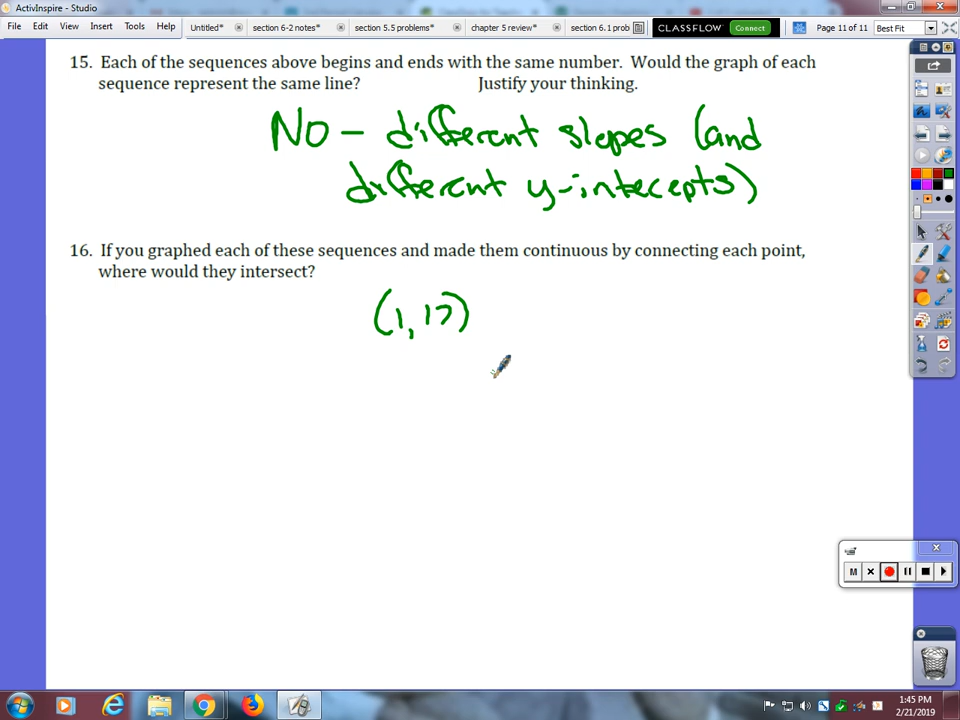 ActivInspire - Studio
File Edit View Insert Tools Help Untitled* section 6-2 notes* section 5.5 problems* chapter 5 review* section 6.1 prob CLASSFLOW Connect Page 11 of 11 Best Fit
15. Each of the sequences above begins and ends with the same number. Would the graph of each
sequence represent the same line? Justify your thinking.
No – different slopes (and
different y-intecepts)
16. If you graphed each of these sequences and made them continuous by connecting each point,
where would they intersect?
(1, 17)
M
1:45 PM
2/21/2019